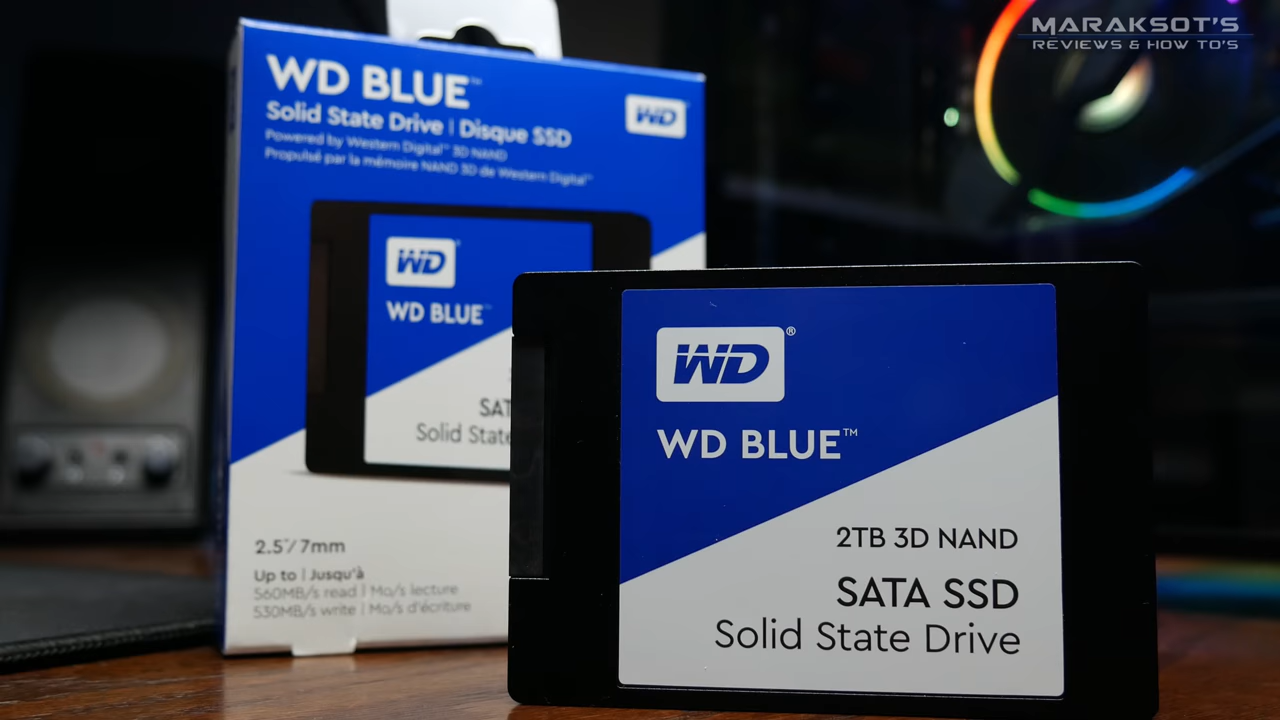 MARAKSOT'S
REVIEWS & HOW TO'S
WD BLUE™
Solid State Drive | Disque SSD
WD
Powered by Western Digital™ 3D NAND
Propulsé par la mémoire NAND 3D de Western Digital™
WD®
WD BLUE™
SAT
Solid State
2.5"/7mm
Up to | Jusqu'à
560MB/s read | Mo/s lecture
530MB/s write | Mo/s d'écriture
WD®
WD BLUE™
2TB 3D NAND
SATA SSD
Solid State Drive